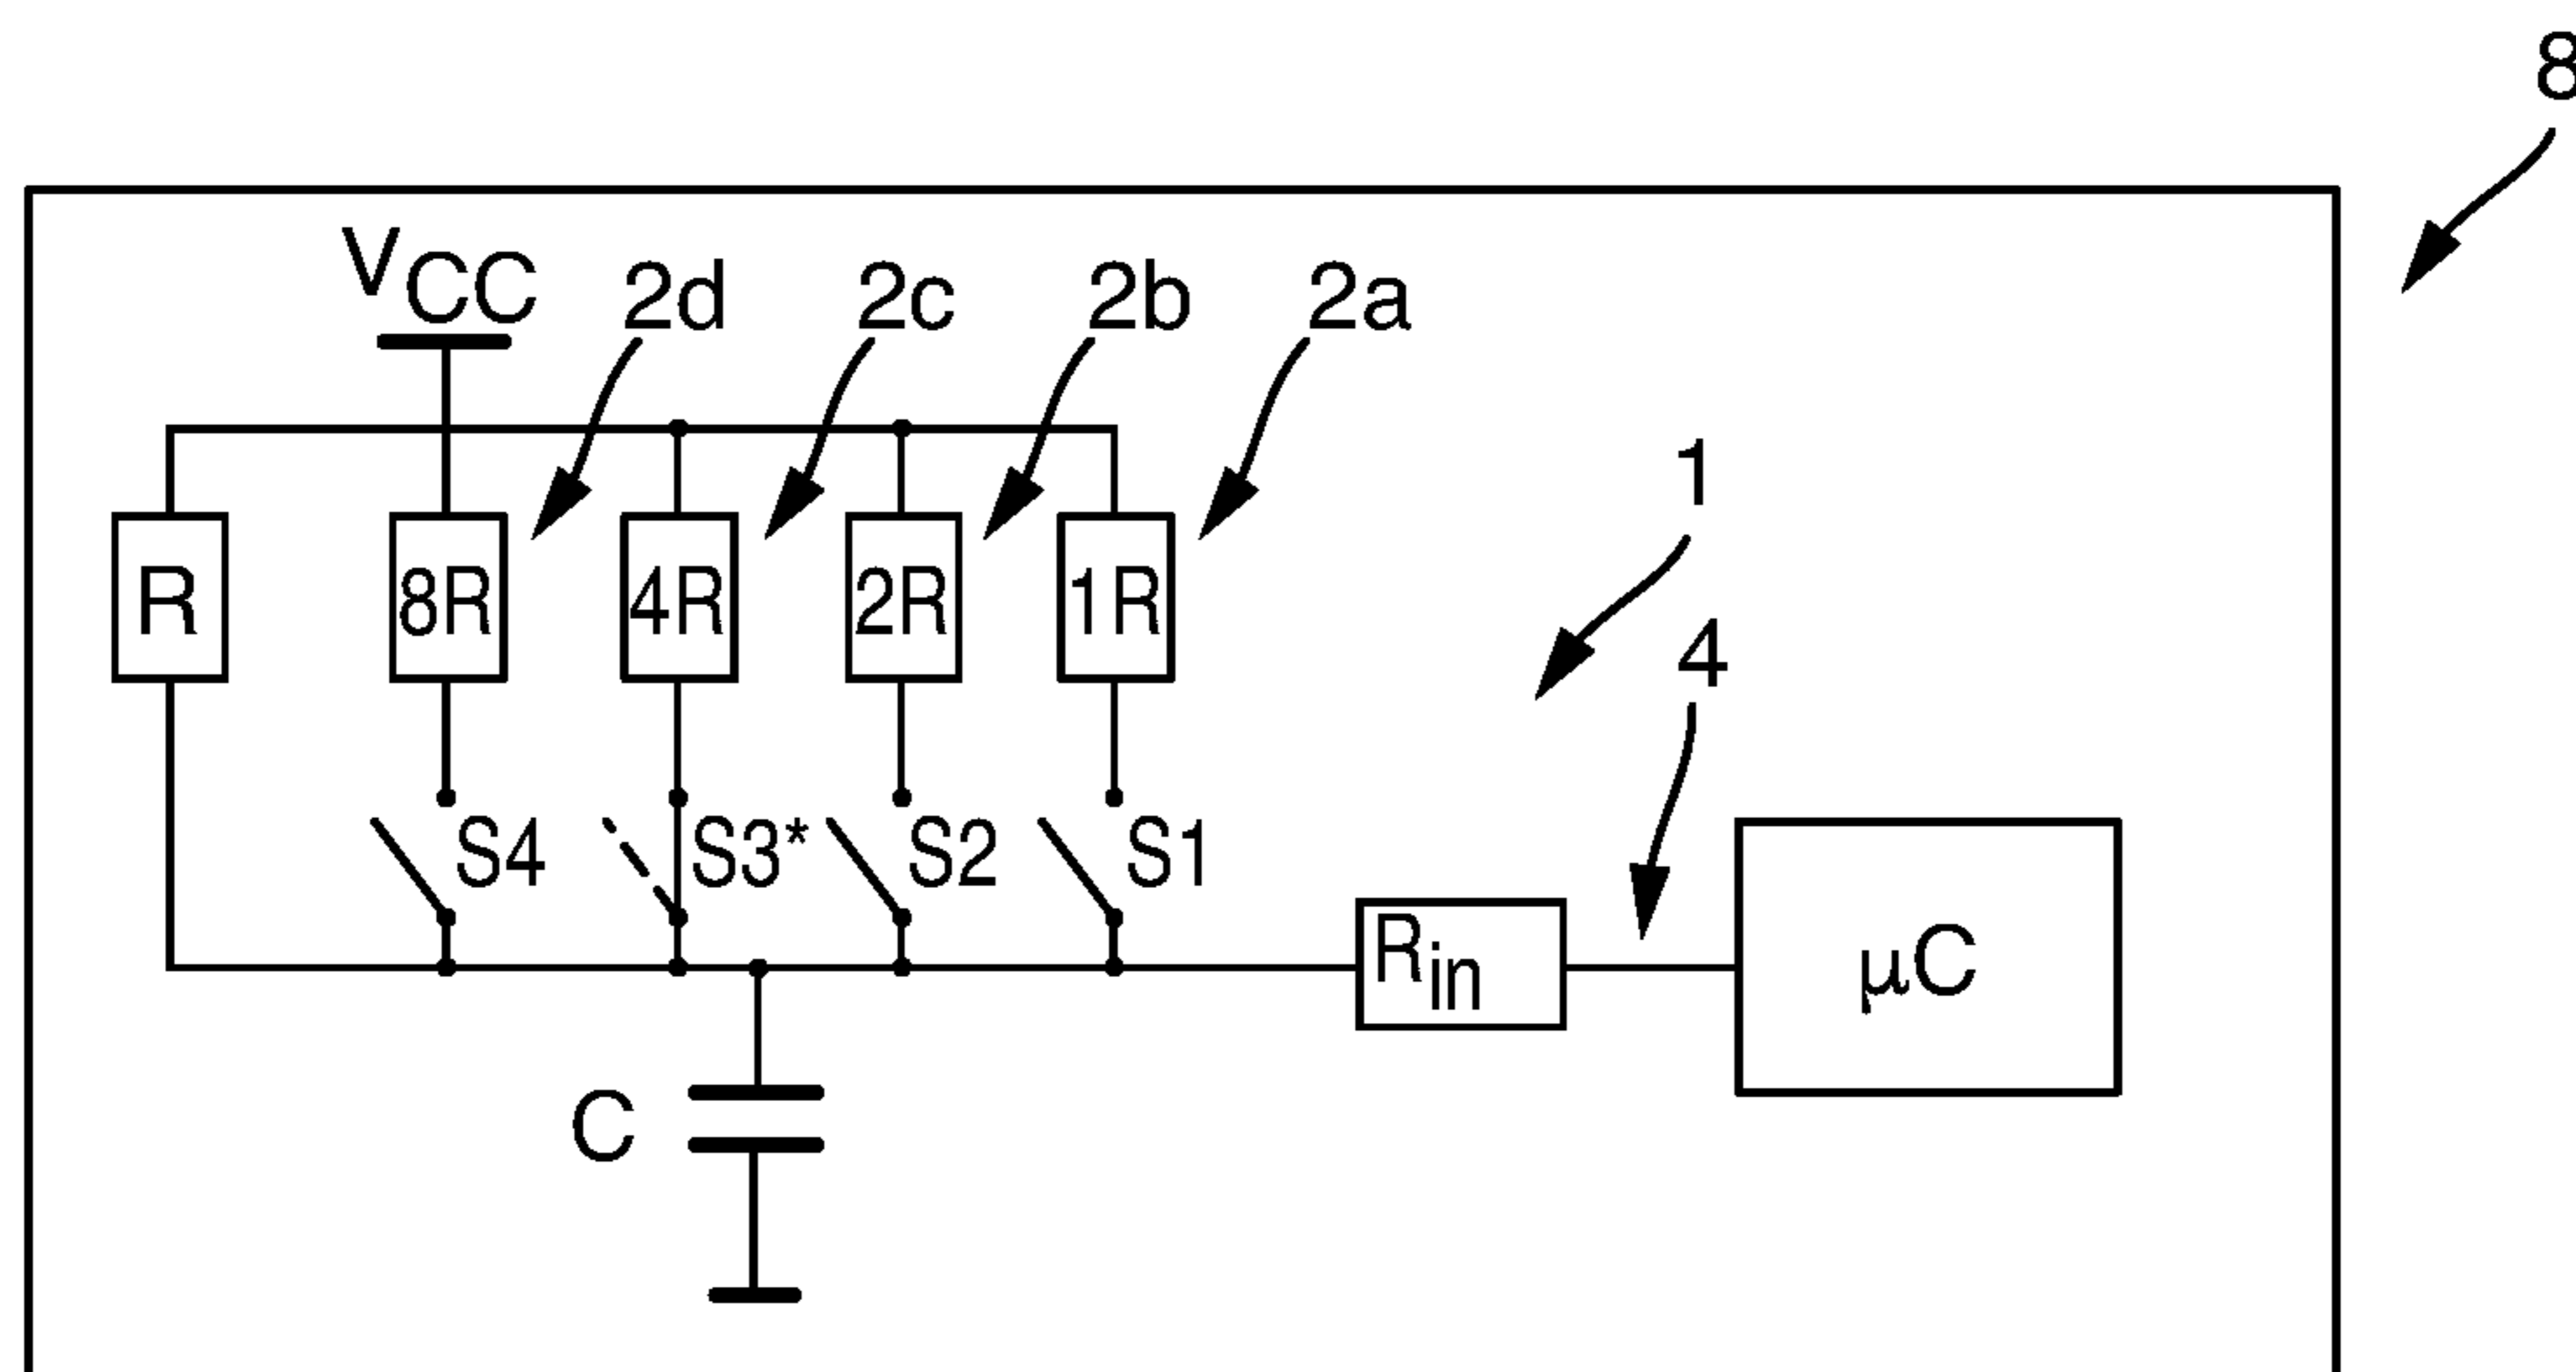 8
VCC 2d 2c 2b 2a
1
R 8R 4R 2R 1R
4
S4 S3* S2 S1
Rin μC
C